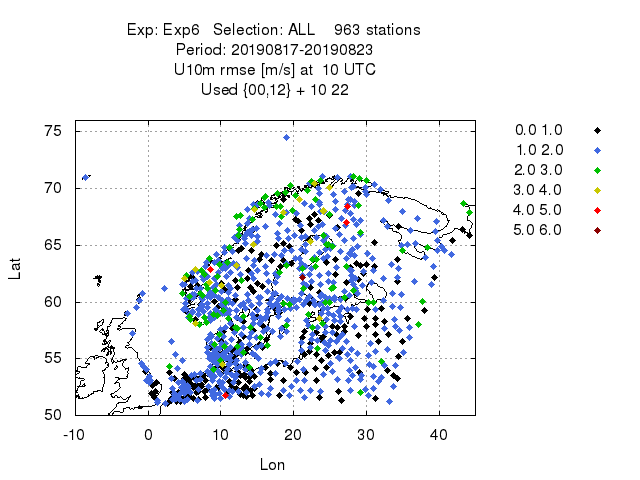 Exp: Exp6 Selection: ALL 963 stations
Period: 20190817-20190823
U10m rmse [m/s] at 10 UTC
Used {00,12} + 10 22
0.0 1.0
1.0 2.0
2.0 3.0
3.0 4.0
4.0 5.0
5.0 6.0
75
70
65
60
55
50
Lat
-10 0 10 20 30 40
Lon